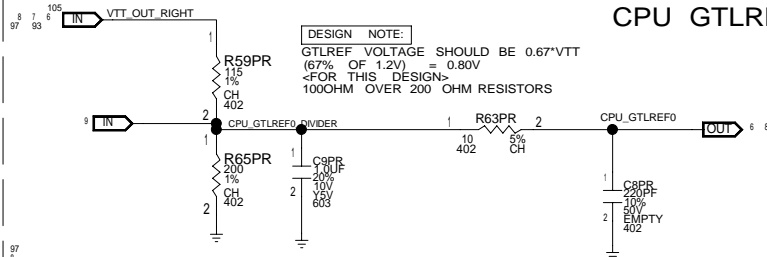 CPU GTLR
105
8 7 6
97 93
IN
VTT_OUT_RIGHT
DESIGN NOTE:
GTLREF VOLTAGE SHOULD BE 0.67*VTT
(67% OF 1.2V) = 0.80V
<FOR THIS DESIGN>
100OHM OVER 200 OHM RESISTORS
1
R59PR
115
1%
CH
402
2
9
IN
CPU_GTLREF0_DIVIDER
1
R63PR
2
10
5%
402
CH
CPU_GTLREF0
OUT
6
1
R65PR
200
1%
CH
402
2
1
C9PR
1.0UF
20%
10V
Y5V
603
2
1
C8PR
220PF
10%
50V
EMPTY
402
2
97